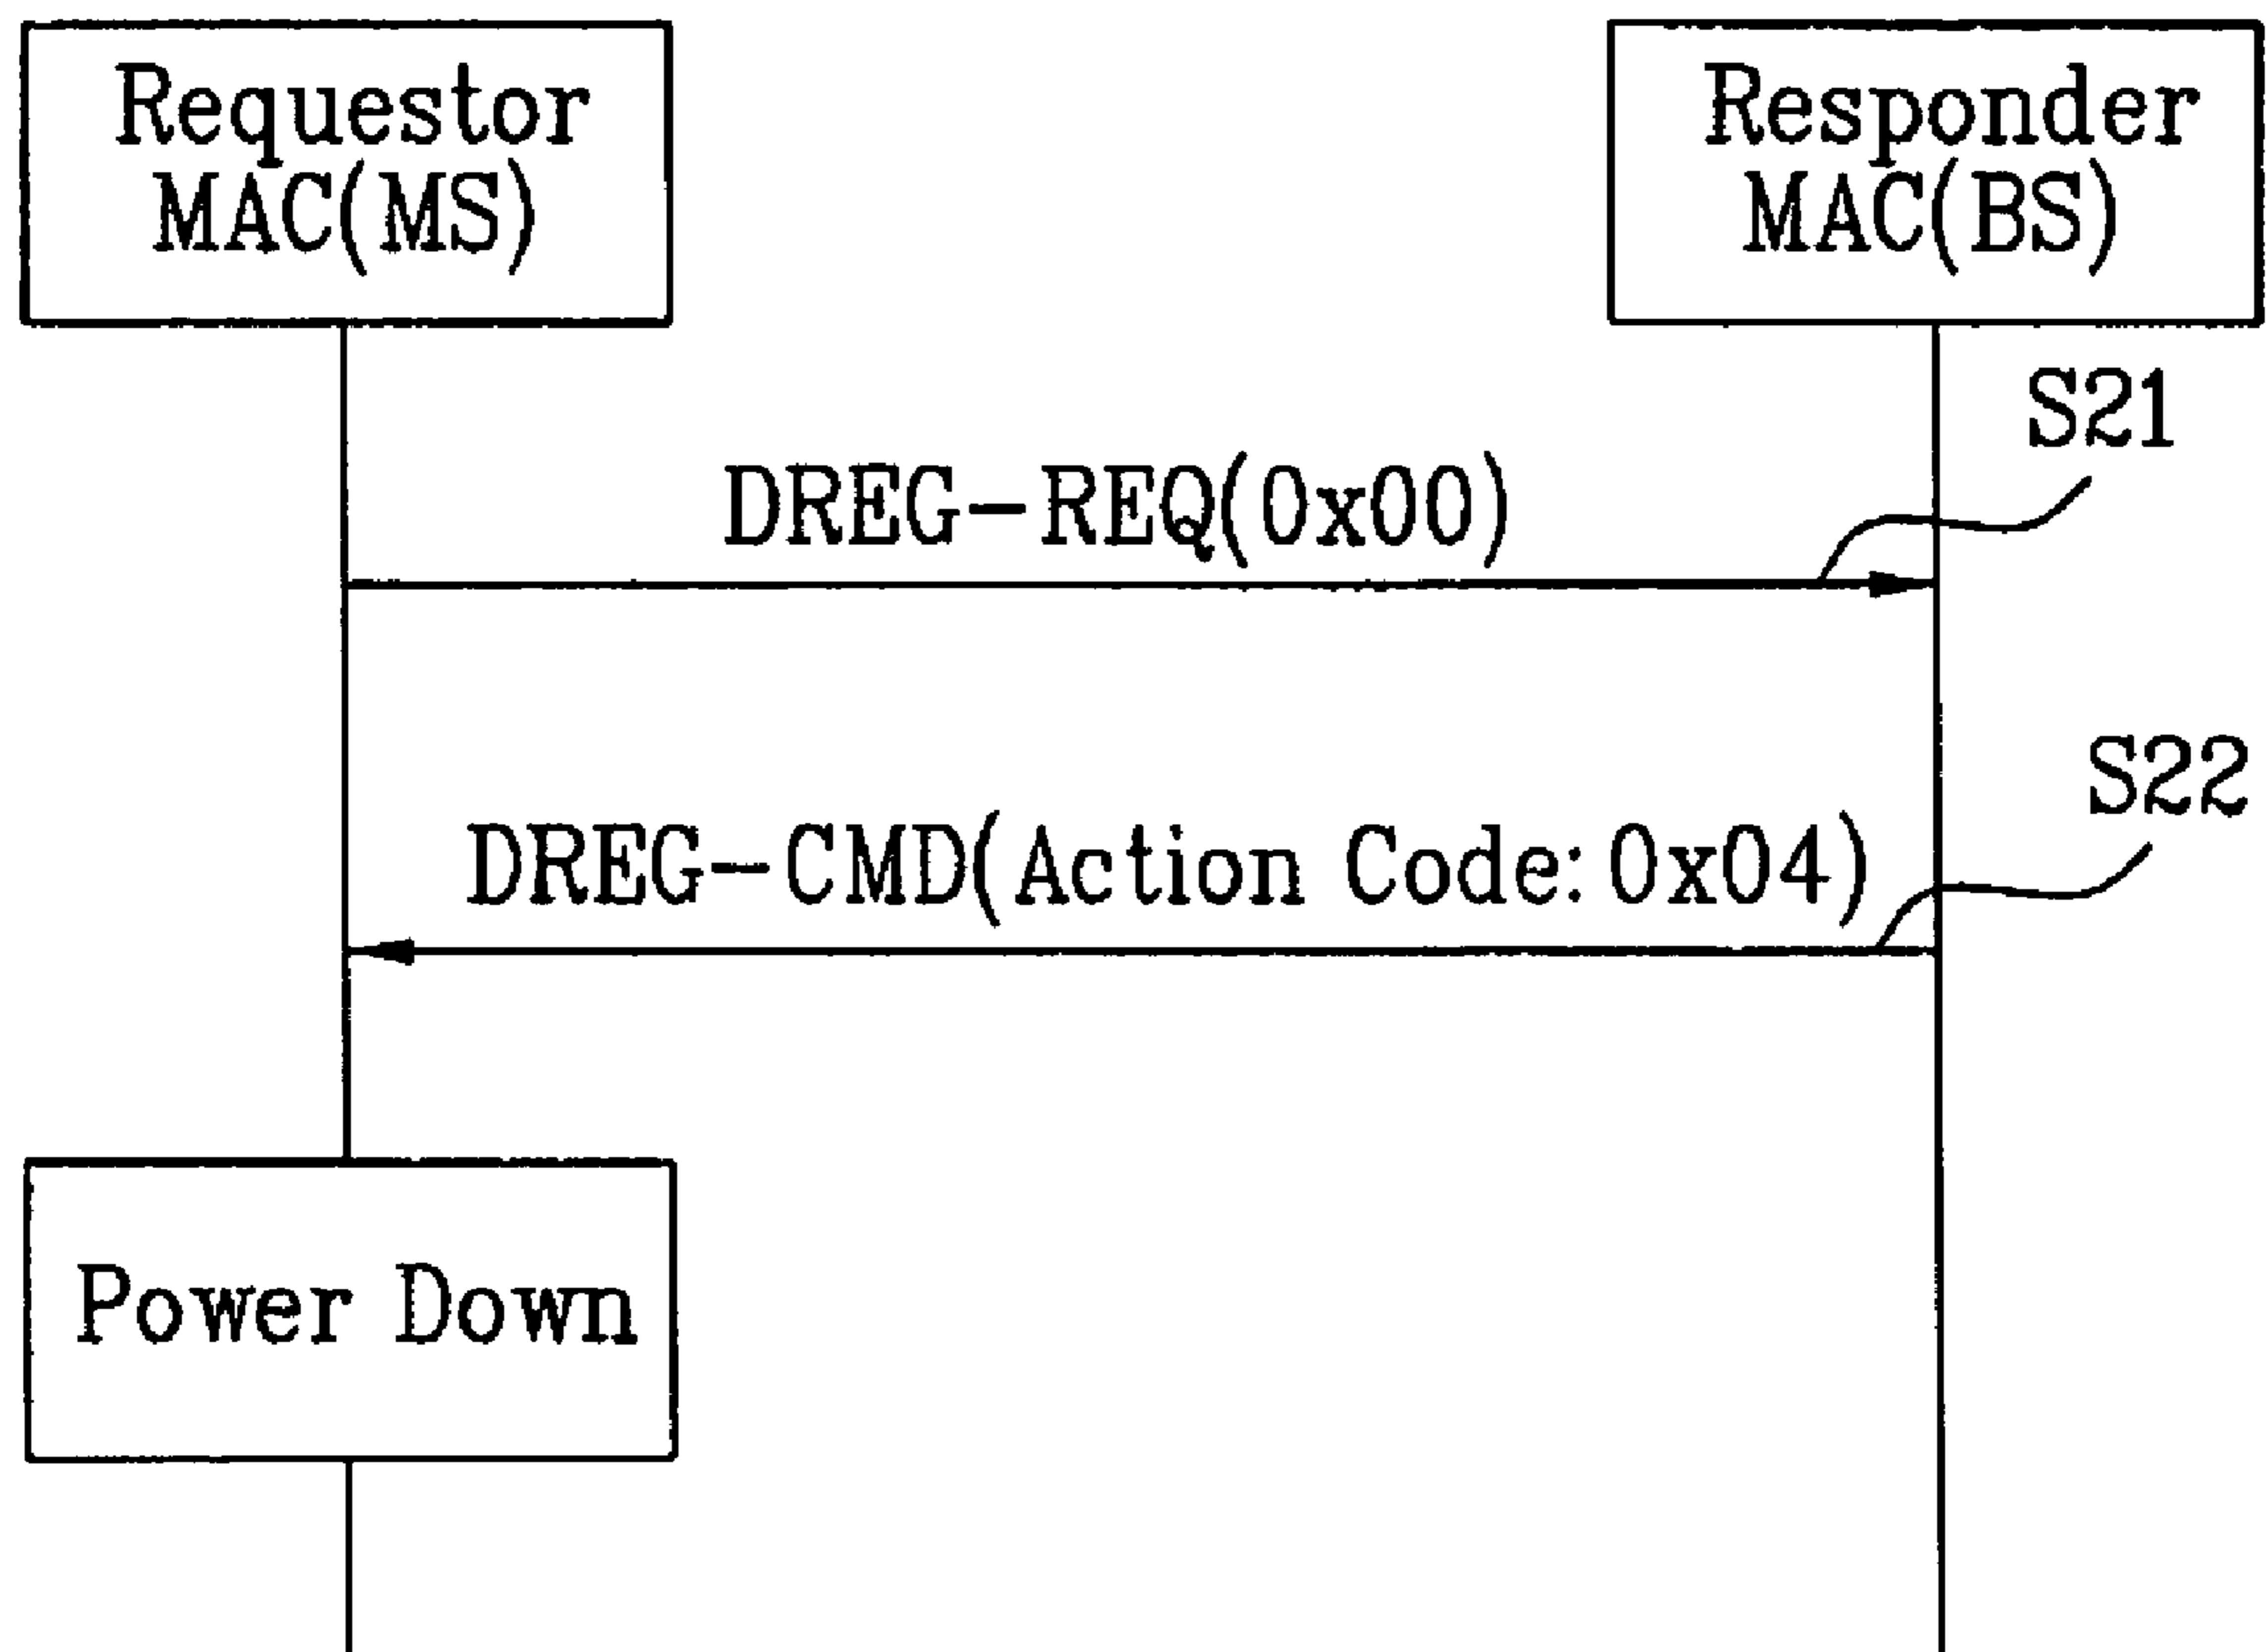 Requestor
MAC(MS)
Responder
MAC(BS)
S21
DREG-REQ(0x00)
S22
DREG--CMD(Action Code:0x04)
Power Down